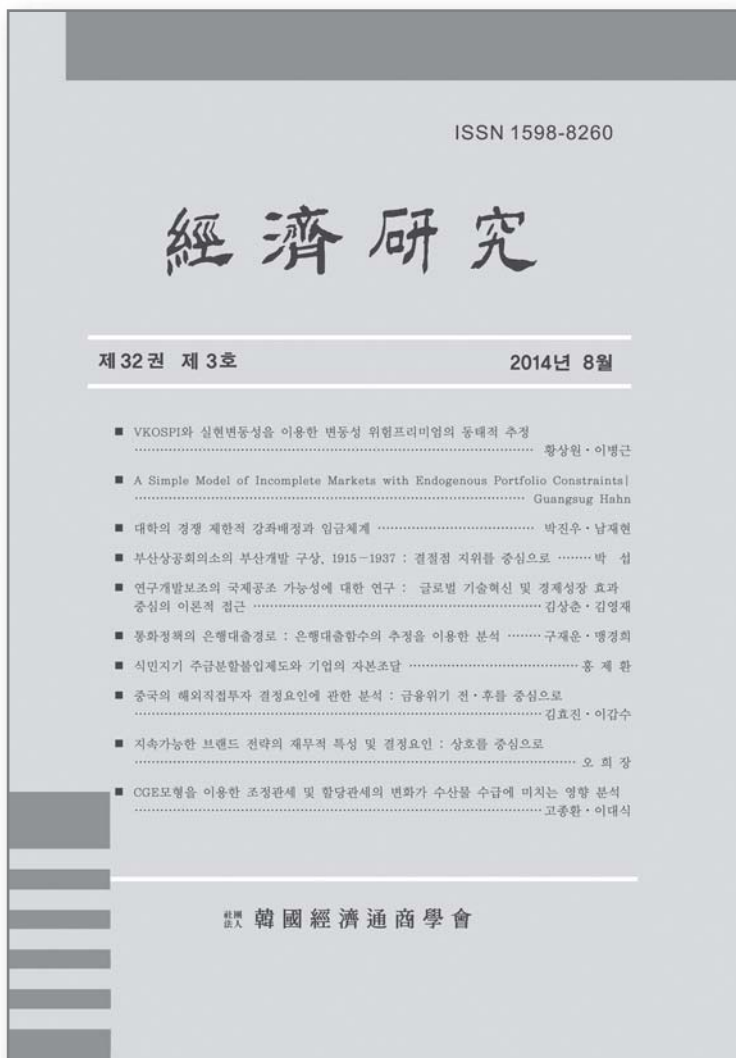 ISSN 1598-8260
經濟研究
제32권 제3호 2014년 8월
■ VKOSPI와 실현변동성을 이용한 변동성 위험프리미엄의 동태적 추정
황상원·이병근
■ A Simple Model of Incomplete Markets with Endogenous Portfolio Constraints|
Guangsug Hahn
■ 대학의 경쟁 제한적 강좌배정과 임금체계 박진우·남재현
■ 부산상공회의소의 부산개발 구상, 1915-1937 : 결절점 지위를 중심으로 박 섭
■ 연구개발보조의 국제공조 가능성에 대한 연구 : 글로벌 기술혁신 및 경제성장 효과
중심의 이론적 접근 김상춘·김영재
■ 통화정책의 은행대출경로 : 은행대출함수의 추정을 이용한 분석 구재운·맹경희
■ 식민지기 주금분할불입제도와 기업의 자본조달 홍 제 환
■ 중국의 해외직접투자 결정요인에 관한 분석 : 금융위기 전·후를 중심으로
김효진·이갑수
■ 지속가능한 브랜드 전략의 재무적 특성 및 결정요인 : 상호를 중심으로
오 희 장
■ CGE모형을 이용한 조정관세 및 할당관세의 변화가 수산물 수급에 미치는 영향 분석
고종환·이대식
社團法人 韓國經濟通商學會